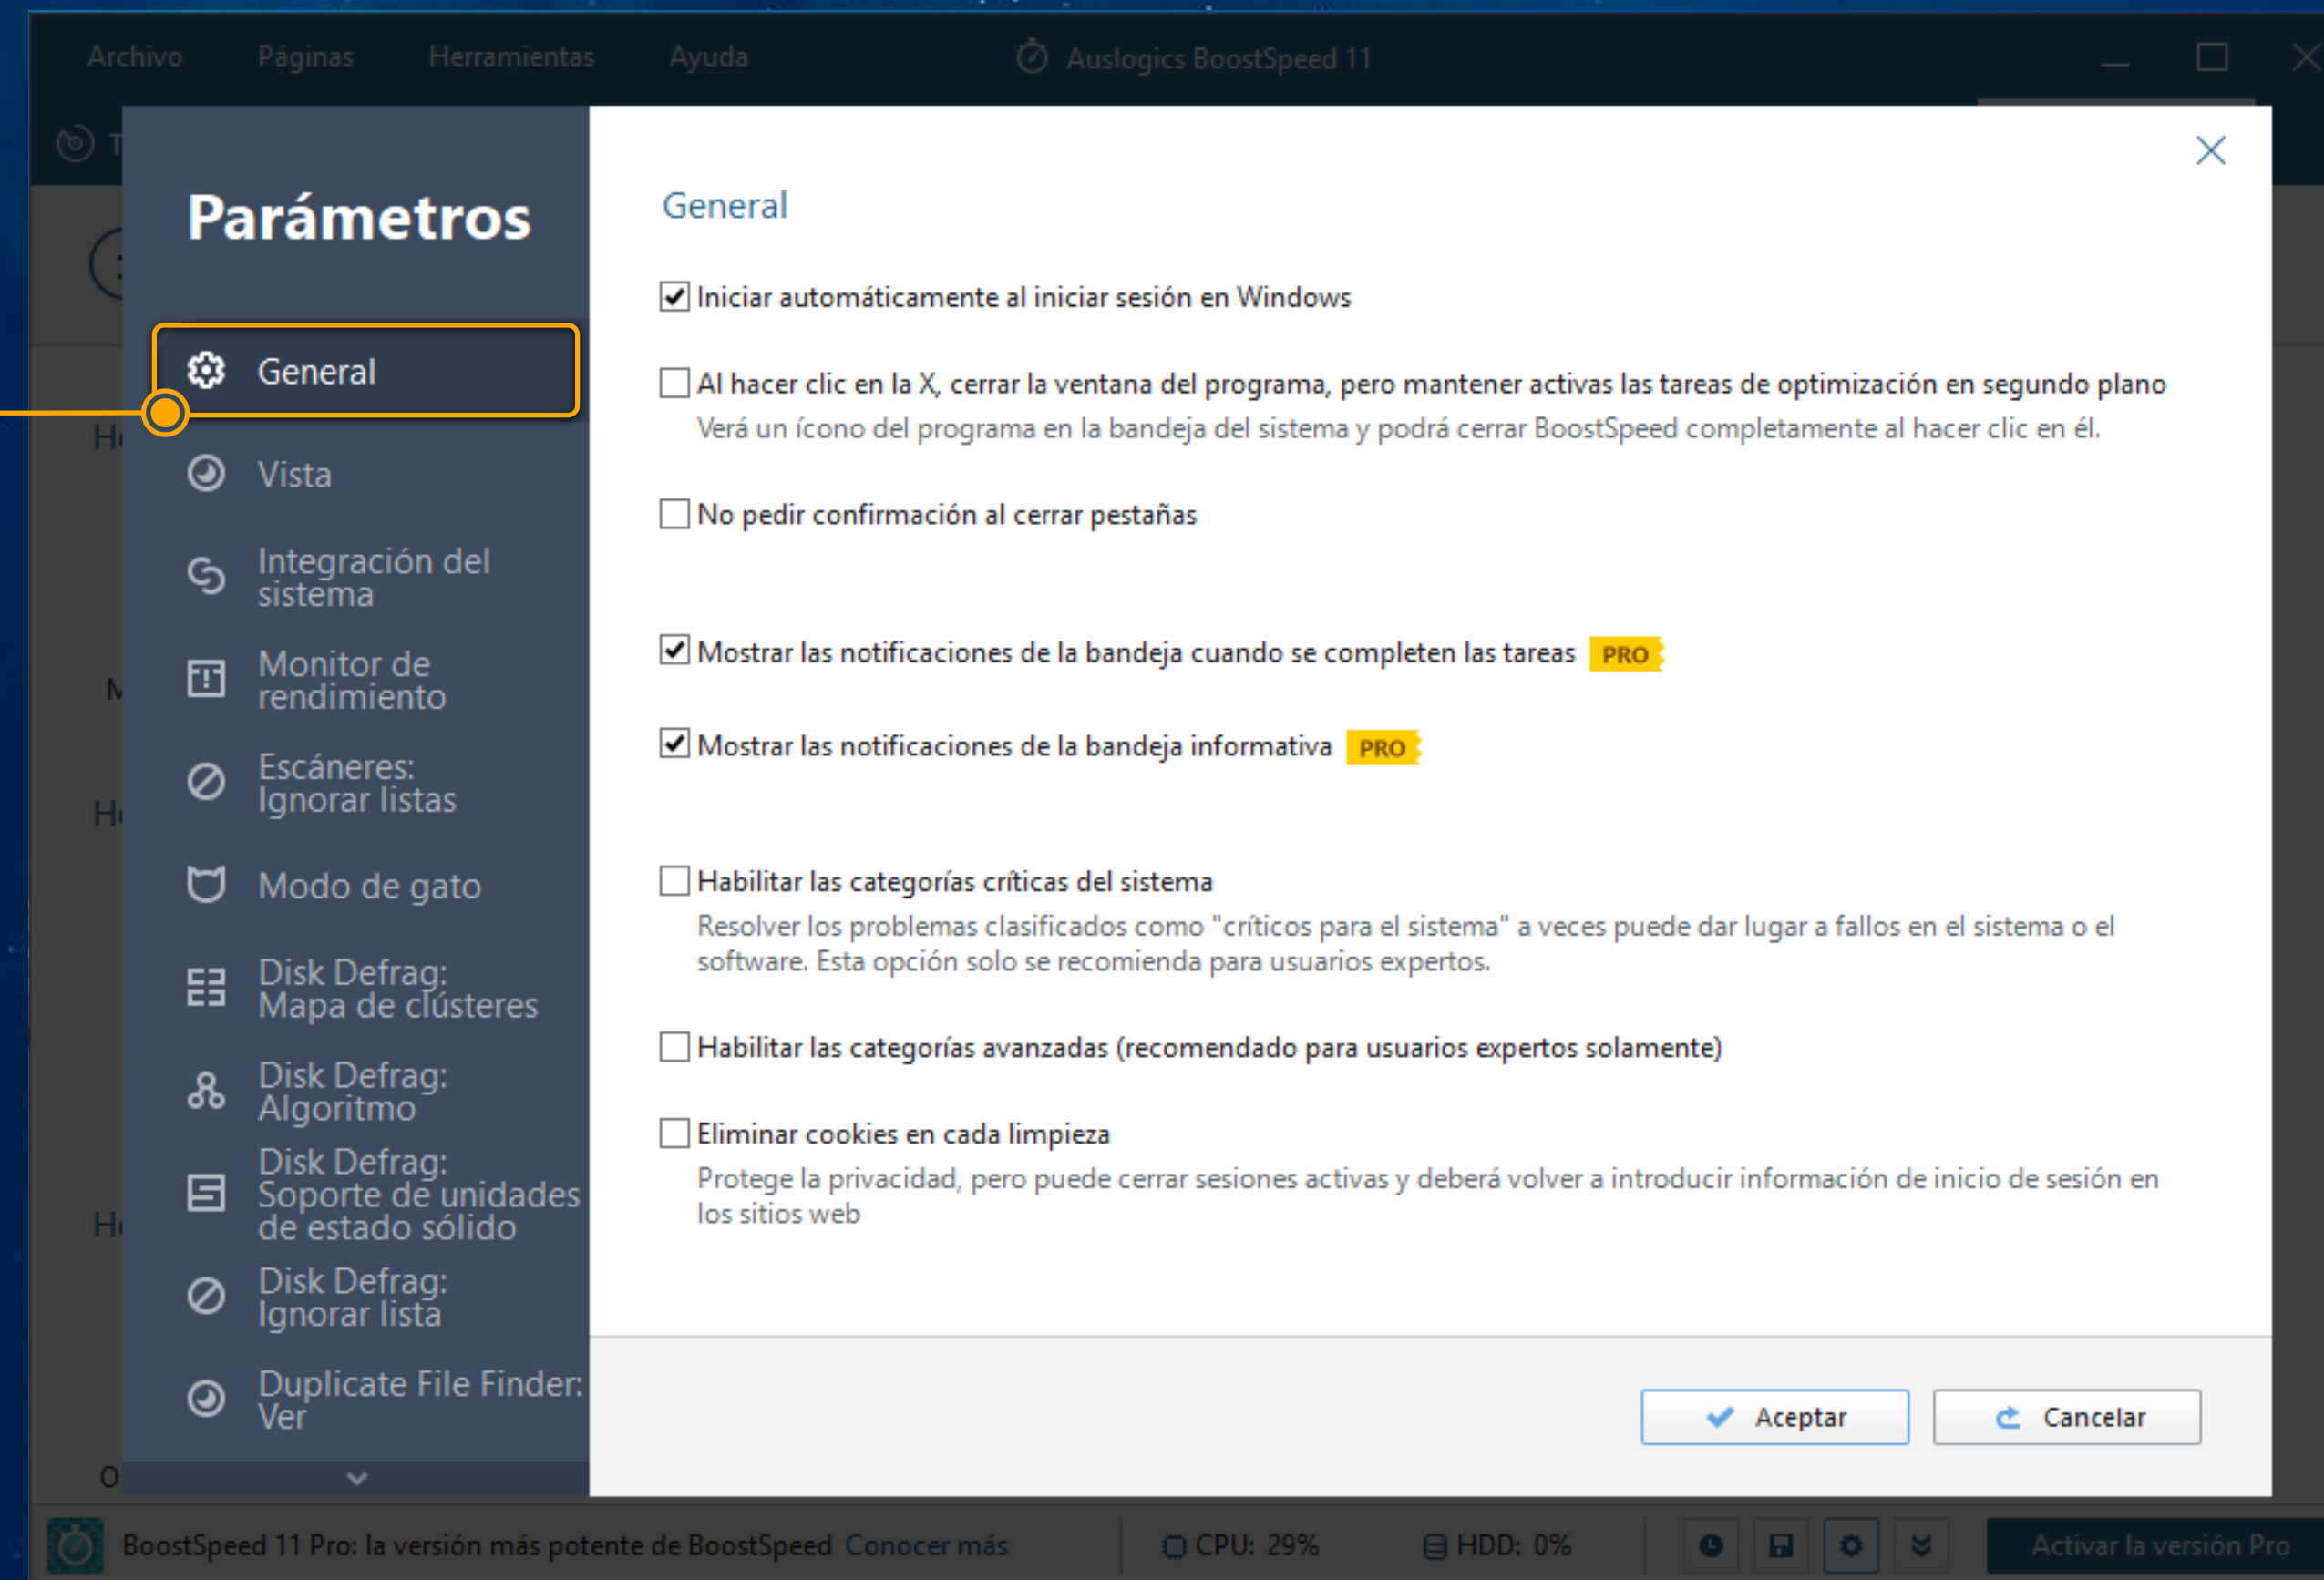 Archivo Páginas Herramientas Ayuda Auslogics BoostSpeed 11
Parámetros
General
Vista
Integración del
sistema
Monitor de
rendimiento
Escáneres:
Ignorar listas
Modo de gato
Disk Defrag:
Mapa de clústeres
Disk Defrag:
Algoritmo
Disk Defrag:
Soporte de unidades
de estado sólido
Disk Defrag:
Ignorar lista
Duplicate File Finder:
Ver
General
Iniciar automáticamente al iniciar sesión en Windows
Al hacer clic en la X, cerrar la ventana del programa, pero mantener activas las tareas de optimización en segundo plano
Verá un ícono del programa en la bandeja del sistema y podrá cerrar BoostSpeed completamente al hacer clic en él.
No pedir confirmación al cerrar pestañas
Mostrar las notificaciones de la bandeja cuando se completen las tareas PRO
Mostrar las notificaciones de la bandeja informativa PRO
Habilitar las categorías críticas del sistema
Resolver los problemas clasificados como "críticos para el sistema" a veces puede dar lugar a fallos en el sistema o el
software. Esta opción solo se recomienda para usuarios expertos.
Habilitar las categorías avanzadas (recomendado para usuarios expertos solamente)
Eliminar cookies en cada limpieza
Protege la privacidad, pero puede cerrar sesiones activas y deberá volver a introducir información de inicio de sesión en
los sitios web
Aceptar Cancelar
BoostSpeed 11 Pro: la versión más potente de BoostSpeed Conocer más CPU: 29% HDD: 0% Activar la versión Pro